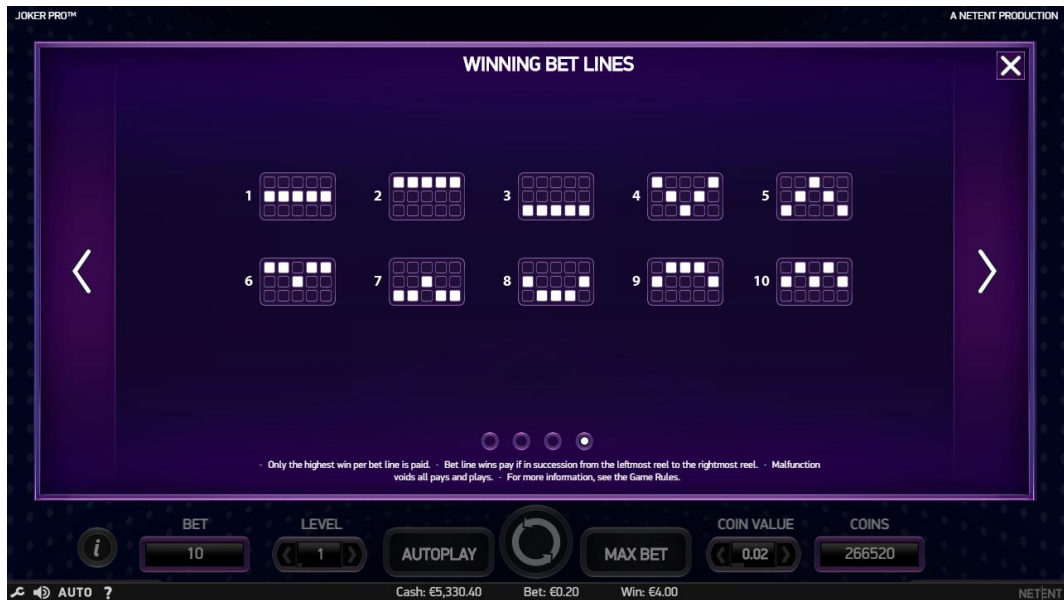 JOKER PRO™
A NETENT PRODUCTION
WINNING BET LINES
1 2 3 4 5
6 7 8 9 10
- Only the highest win per bet line is paid. - Bet line wins pay if in succession from the leftmost reel to the rightmost reel. - Malfunction
voids all pays and plays. - For more information, see the Game Rules.
BET LEVEL COIN VALUE COINS
i 10 1 AUTOPLAY MAX BET 0.02 266520
AUTO ? Cash: €5,330.40 Bet: €0.20 Win: €4.00 NETENT